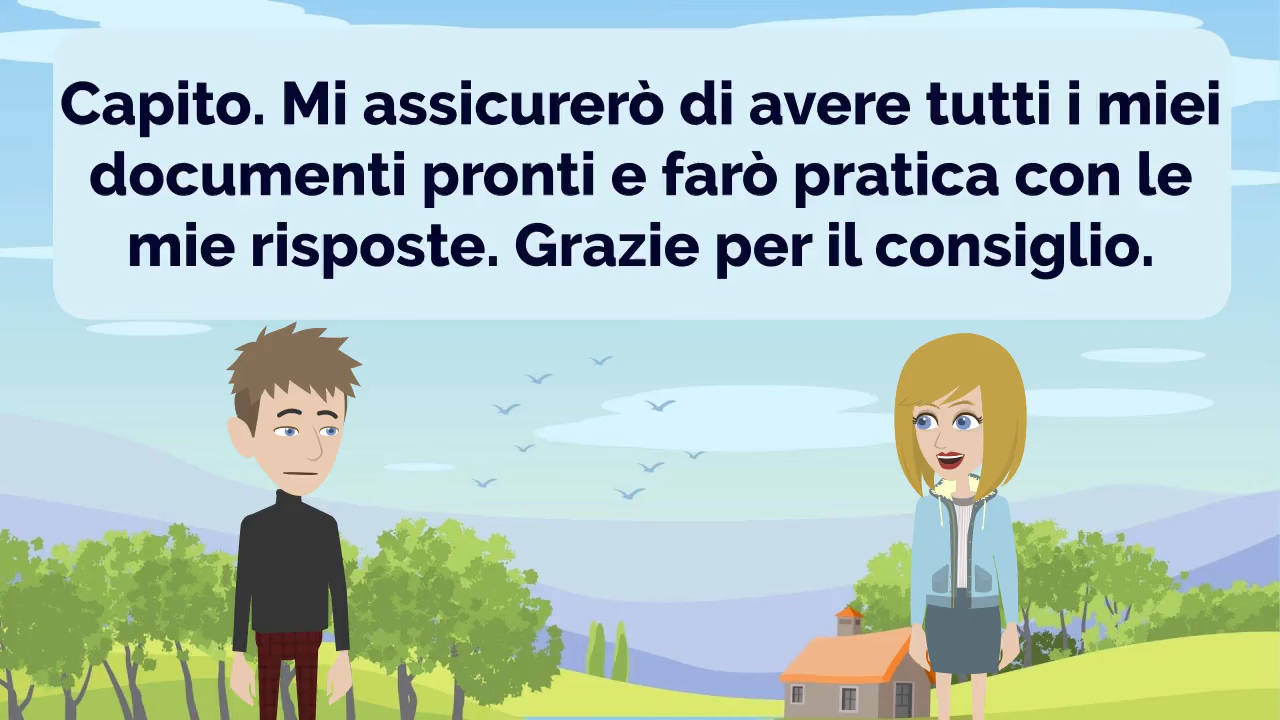 Capito. Mi assicurerò di avere tutti i miei
documenti pronti e farò pratica con le
mie risposte. Grazie per il consiglio.